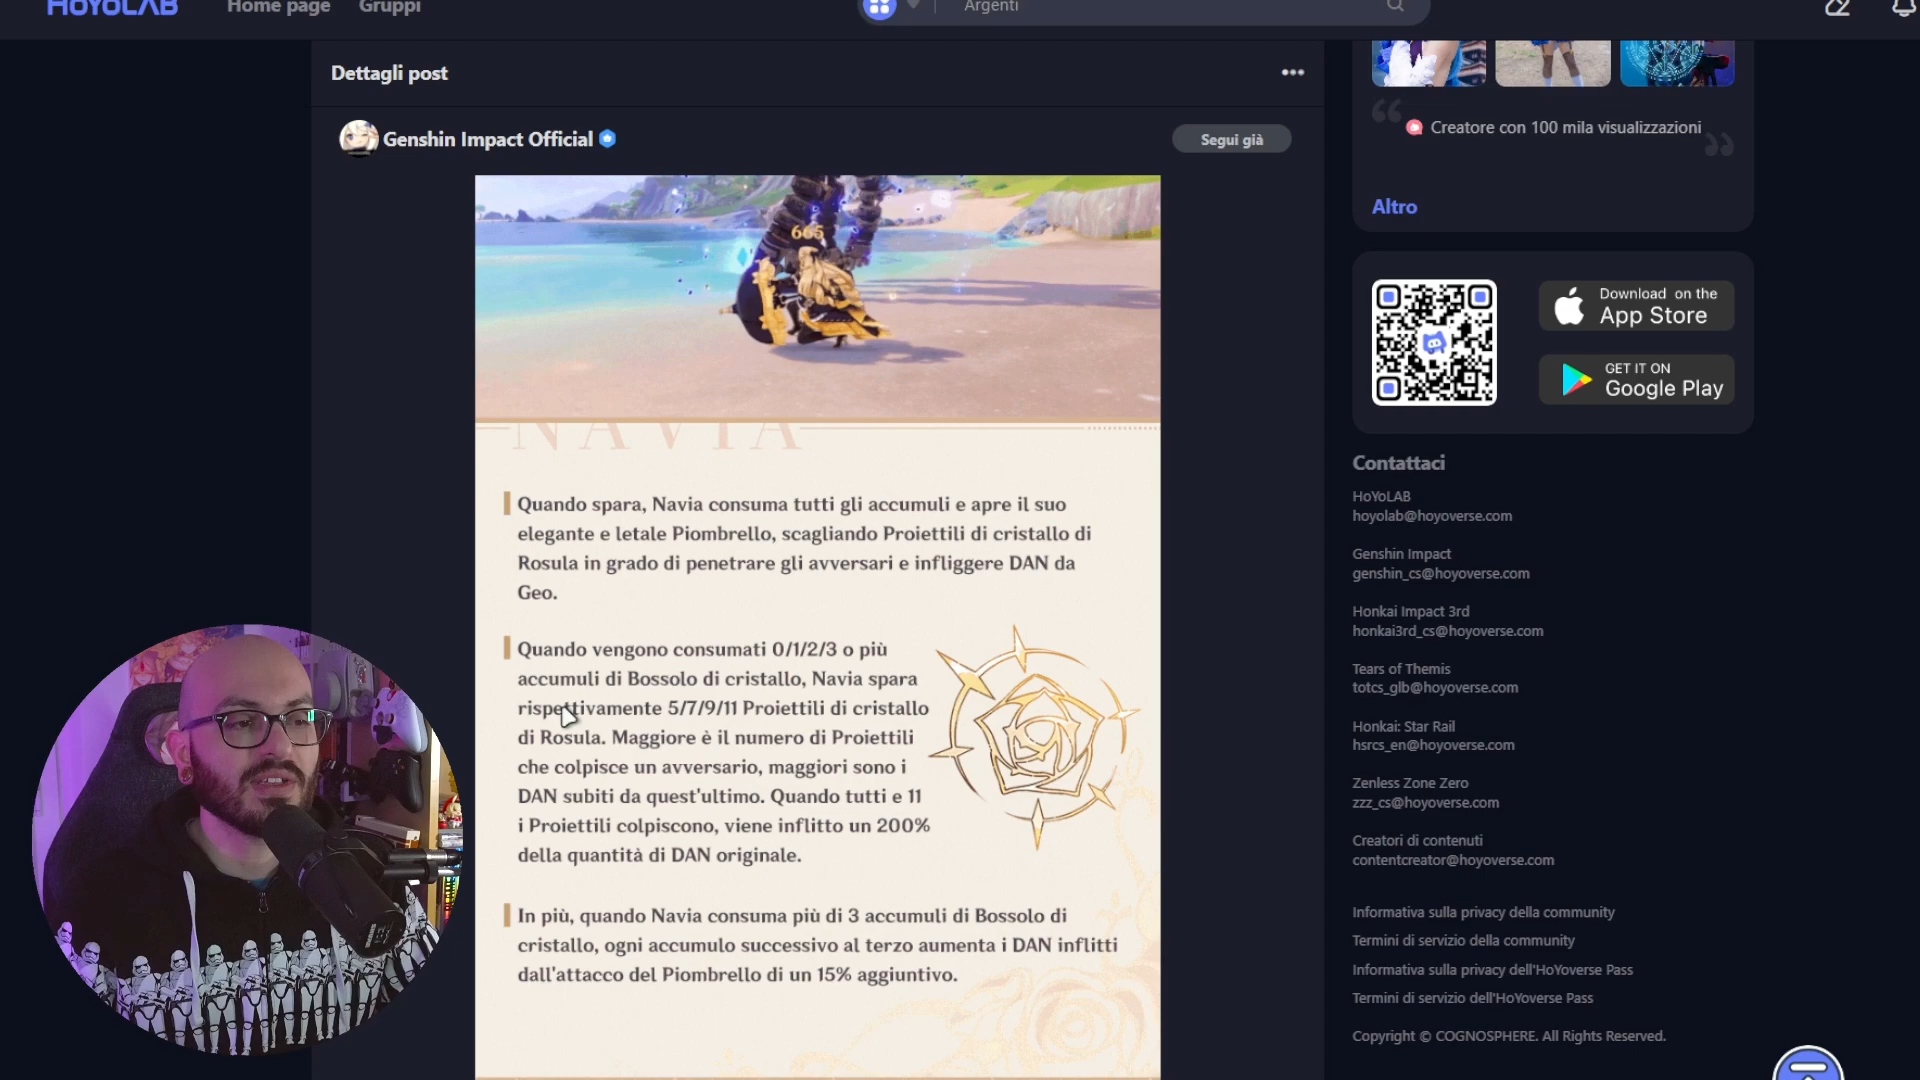 HOYOLAB
Home page
Gruppi
Argenti
Dettagli post
Genshin Impact Official
Segui già
665
NAVIA
Quando spara, Navia consuma tutti gli accumuli e apre il suo
elegante e letale Piombrello, scagliando Proiettili di cristallo di
Rosula in grado di penetrare gli avversari e infliggere DAN da
Geo.
Quando vengono consumati 0/1/2/3 o più
accumuli di Bossolo di cristallo, Navia spara
rispettivamente 5/7/9/11 Proiettili di cristallo
di Rosula. Maggiore è il numero di Proiettili
che colpisce un avversario, maggiori sono i
DAN subiti da quest'ultimo. Quando tutti e 11
i Proiettili colpiscono, viene inflitto un 200%
della quantità di DAN originale.
In più, quando Navia consuma più di 3 accumuli di Bossolo di
cristallo, ogni accumulo successivo al terzo aumenta i DAN inflitti
dall'attacco del Piombrello di un 15% aggiuntivo.
Creatore con 100 mila visualizzazioni
Altro
Download on the
App Store
GET IT ON
Google Play
Contattaci
HoYoLAB
hoyolab@hoyoverse.com
Genshin Impact
genshin_cs@hoyoverse.com
Honkai Impact 3rd
honkai3rd_cs@hoyoverse.com
Tears of Themis
totcs_glb@hoyoverse.com
Honkai: Star Rail
hsrcs_en@hoyoverse.com
Zenless Zone Zero
zzz_cs@hoyoverse.com
Creatori di contenuti
contentcreator@hoyoverse.com
Informativa sulla privacy della community
Termini di servizio della community
Informativa sulla privacy dell'HoYoverse Pass
Termini di servizio dell'HoYoverse Pass
Copyright © COGNOSPHERE. All Rights Reserved.